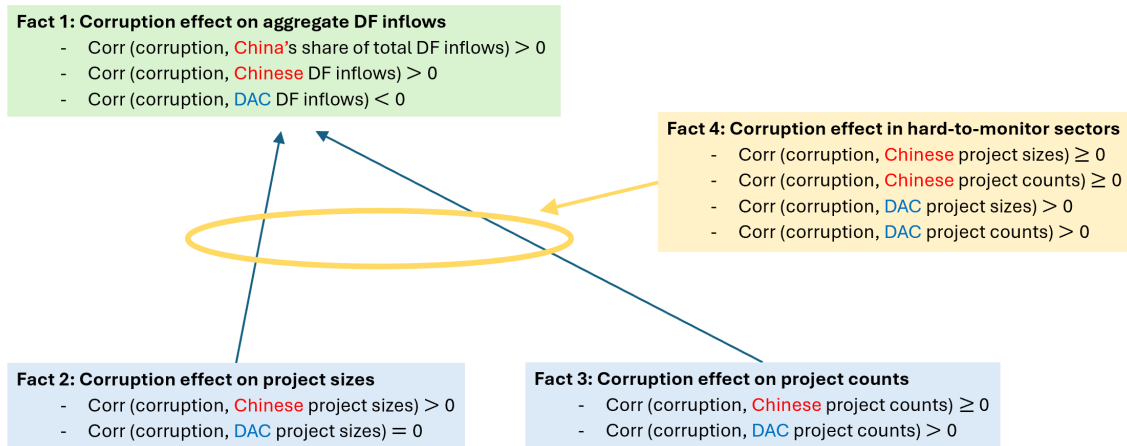 Fact 1: Corruption effect on aggregate DF inflows
- Corr (corruption, China's share of total DF inflows) > 0
- Corr (corruption, Chinese DF inflows) > 0
- Corr (corruption, DAC DF inflows) < 0
Fact 4: Corruption effect in hard-to-monitor sectors
- Corr (corruption, Chinese project sizes) ≥ 0
- Corr (corruption, Chinese project counts) ≥ 0
- Corr (corruption, DAC project sizes) > 0
- Corr (corruption, DAC project counts) > 0
Fact 2: Corruption effect on project sizes
- Corr (corruption, Chinese project sizes) > 0
- Corr (corruption, DAC project sizes) = 0
Fact 3: Corruption effect on project counts
- Corr (corruption, Chinese project counts) ≥ 0
- Corr (corruption, DAC project counts) > 0